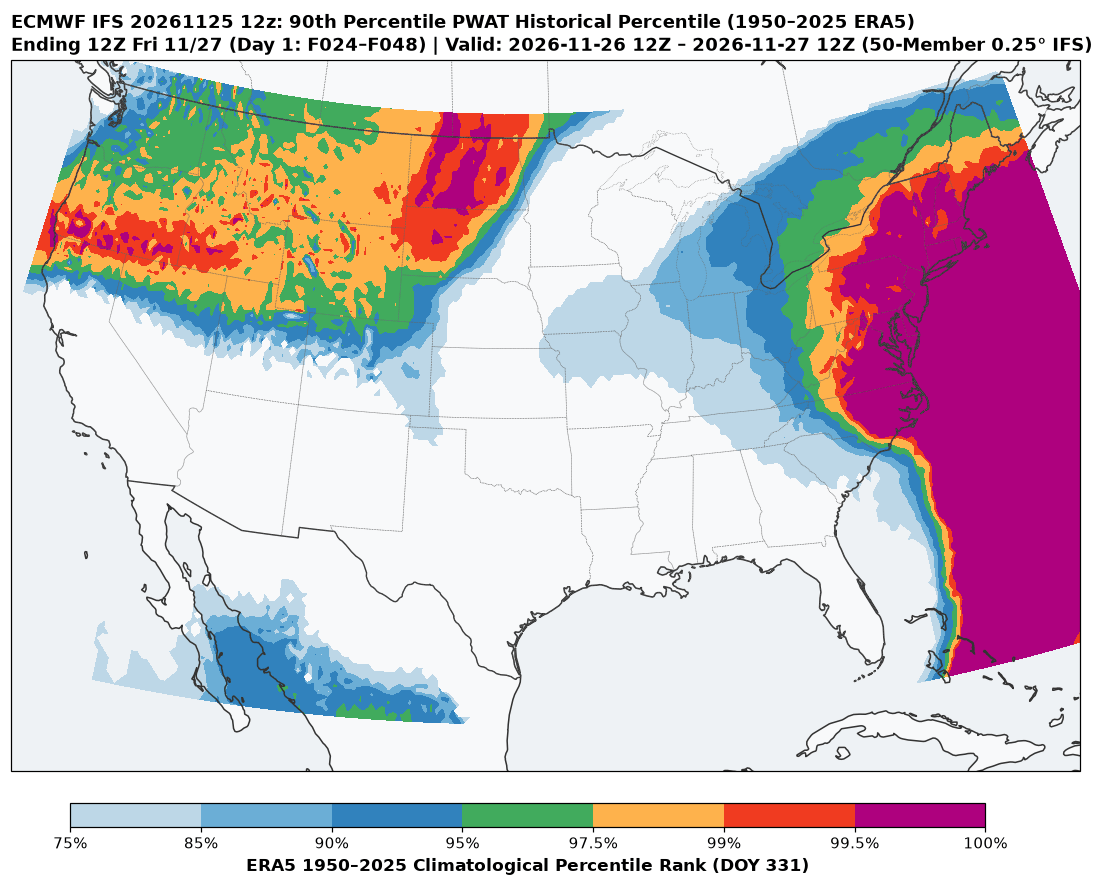 ECMWF IFS 20261125 12z: 90th Percentile PWAT Historical Percentile (1950–2025 ERA5)
Ending 12Z Fri 11/27 (Day 1: F024–F048) | Valid: 2026-11-26 12Z – 2026-11-27 12Z (50-Member 0.25° IFS)
75% 85% 90% 95% 97.5% 99% 99.5% 100%
ERA5 1950–2025 Climatological Percentile Rank (DOY 331)